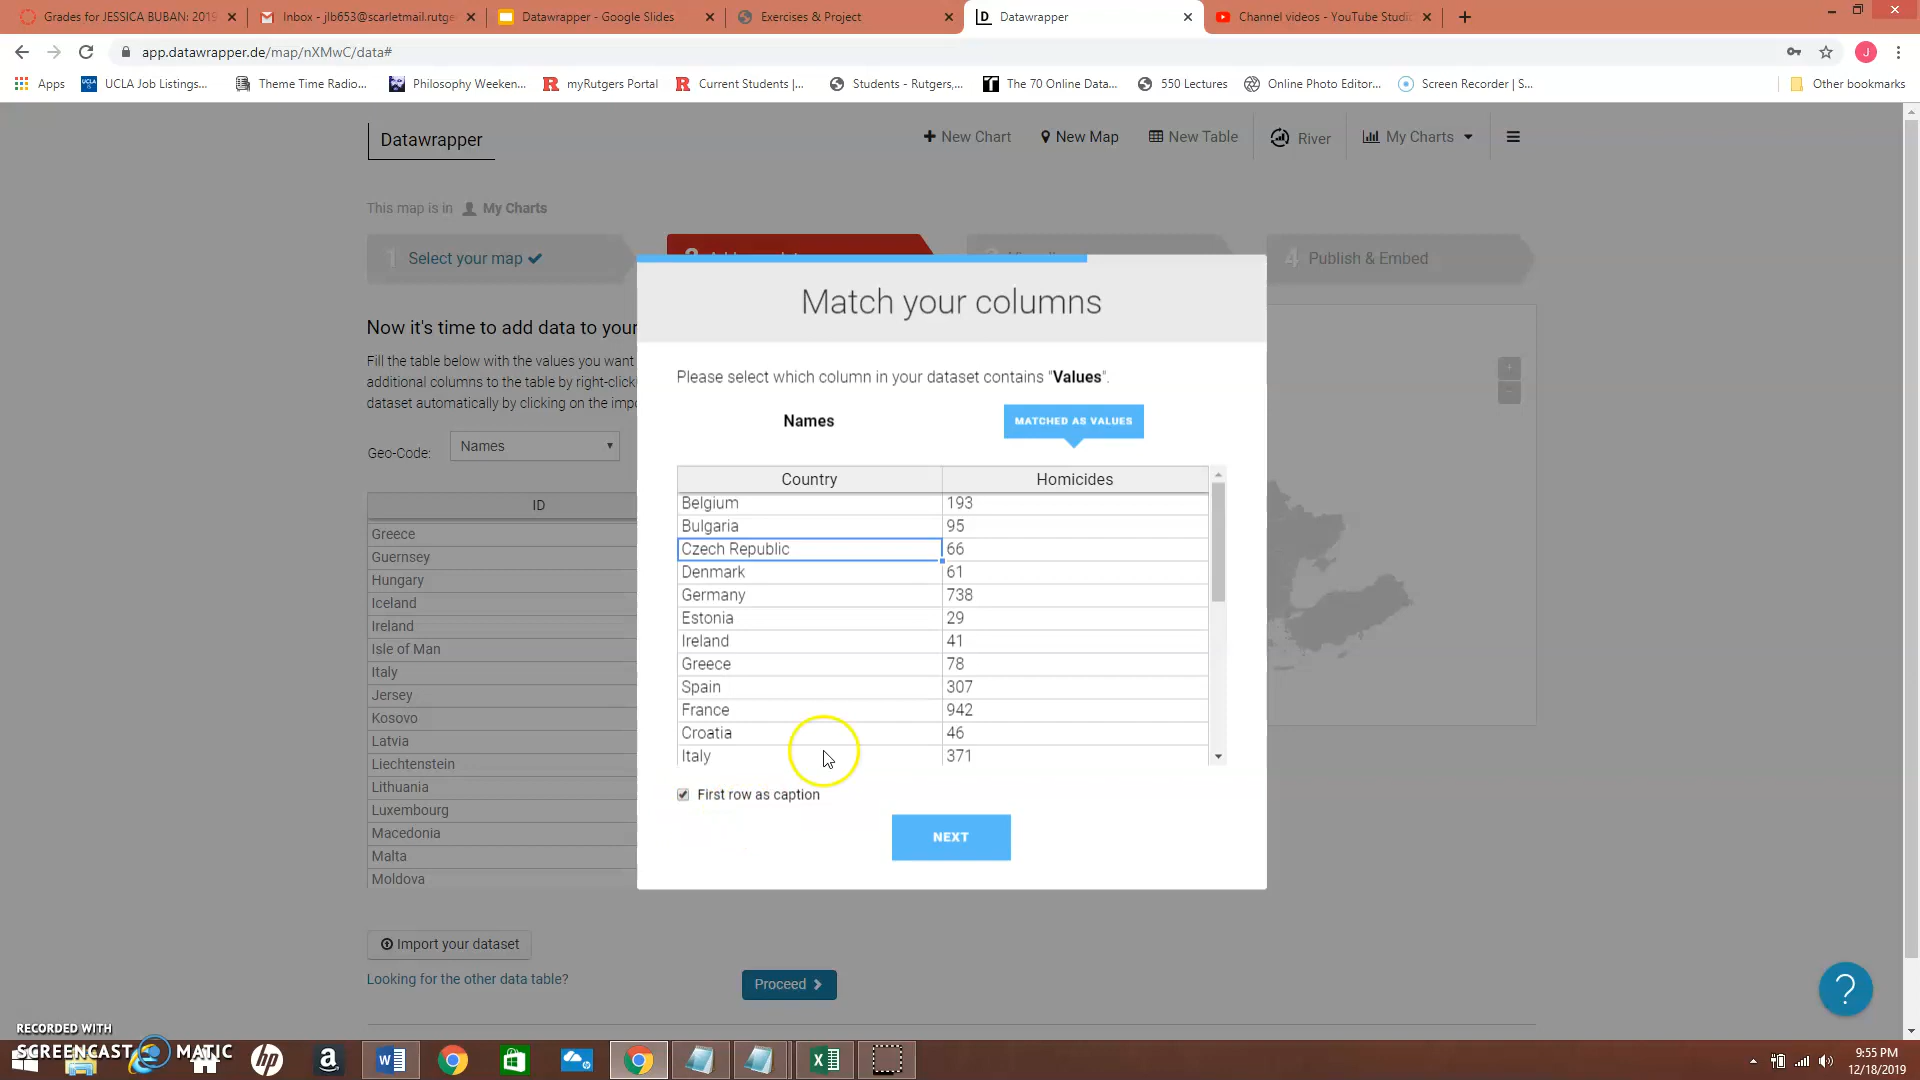 Grades for JESSICA BUBAN: 2019
Inbox - jlb653@scarletmail.rutge
Datawrapper - Google Slides
Exercises & Project
Datawrapper
Channel videos - YouTube Studi
app.datawrapper.de/map/nXMwC/data#
Apps
UCLA Job Listings...
Theme Time Radio...
Philosophy Weeken...
myRutgers Portal
Current Students |...
Students - Rutgers,...
The 70 Online Data...
550 Lectures
Online Photo Editor...
Screen Recorder | S...
Other bookmarks
Datawrapper
New Chart
New Map
New Table
River
My Charts
This map is in My Charts
1 Select your map
4 Publish & Embed
Now it's time to add data to your
Fill the table below with the values you want
additional columns to the table by right-click
dataset automatically by clicking on the impo
Geo-Code: Names
ID
Greece
Guernsey
Hungary
Iceland
Ireland
Isle of Man
Italy
Jersey
Kosovo
Latvia
Liechtenstein
Lithuania
Luxembourg
Macedonia
Malta
Moldova
Import your dataset
Looking for the other data table?
Proceed
Match your columns
Please select which column in your dataset contains "Values".
Names
MATCHED AS VALUES
Country Homicides
Belgium 193
Bulgaria 95
Czech Republic 66
Denmark 61
Germany 738
Estonia 29
Ireland 41
Greece 78
Spain 307
France 942
Croatia 46
Italy 371
First row as caption
NEXT
?
RECORDED WITH
SCREENCAST MATIC
9:55 PM
12/18/2019